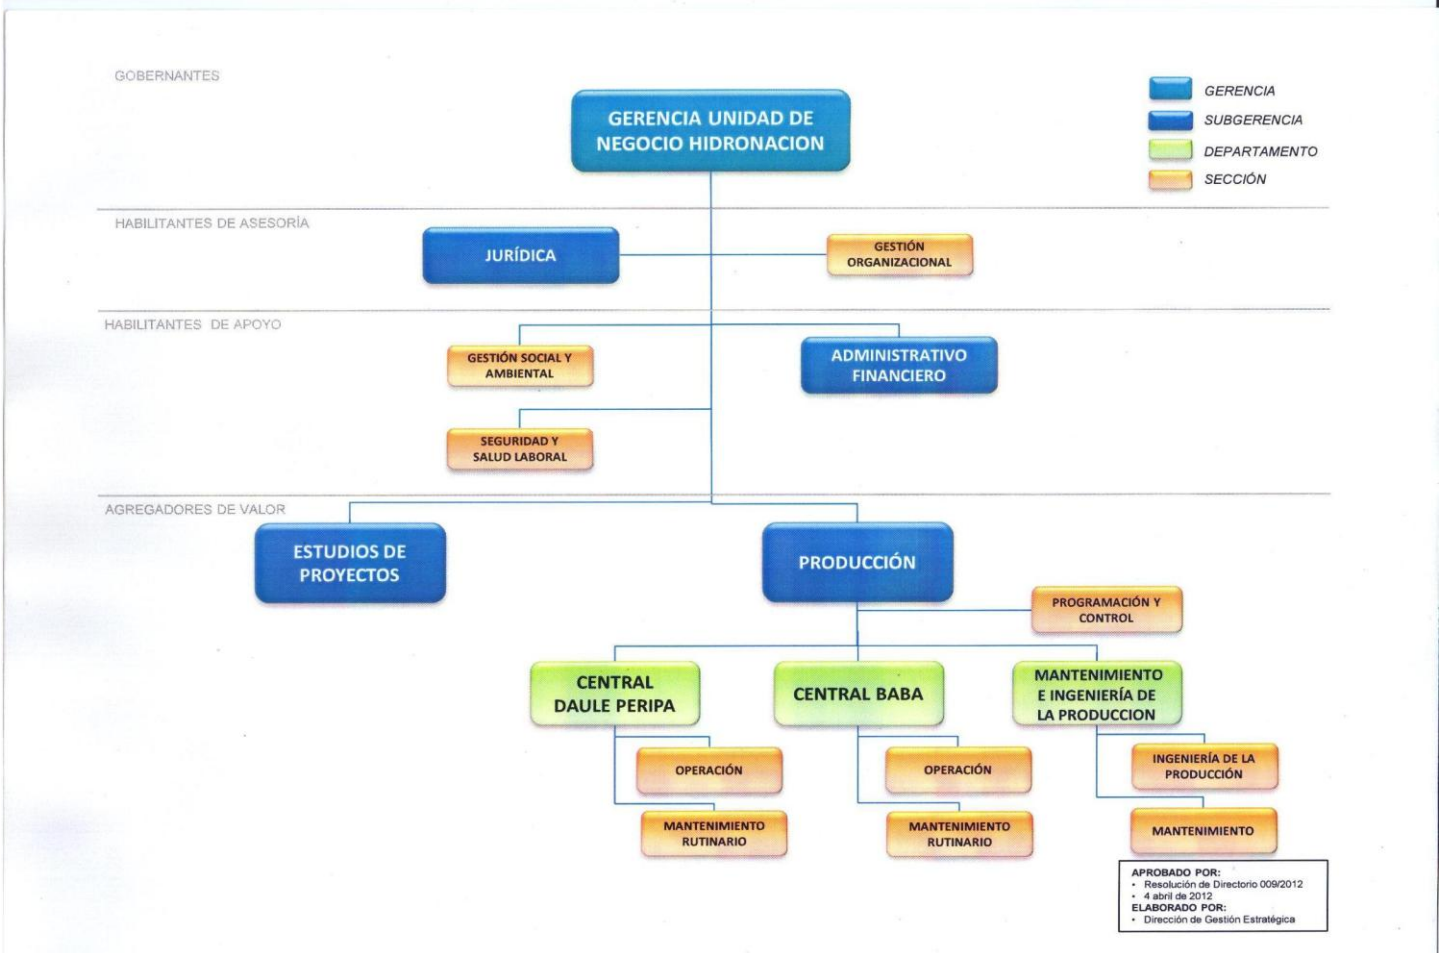 GOBERNANTES
GERENCIA UNIDAD DE
NEGOCIO HIDRONACION
GERENCIA
SUBGERENCIA
DEPARTAMENTO
SECCIÓN
HABILITANTES DE ASESORÍA
JURÍDICA
GESTIÓN
ORGANIZACIONAL
HABILITANTES DE APOYO
GESTIÓN SOCIAL Y
AMBIENTAL
ADMINISTRATIVO
FINANCIERO
SEGURIDAD Y
SALUD LABORAL
AGREGADORES DE VALOR
ESTUDIOS DE
PROYECTOS
PRODUCCIÓN
PROGRAMACIÓN Y
CONTROL
CENTRAL
DAULE PERIPA
CENTRAL BABA
MANTENIMIENTO
E INGENIERÍA DE
LA PRODUCCION
OPERACIÓN
OPERACIÓN
INGENIERÍA DE LA
PRODUCCIÓN
MANTENIMIENTO
RUTINARIO
MANTENIMIENTO
RUTINARIO
MANTENIMIENTO
APROBADO POR:
• Resolución de Directorio 009/2012
• 4 abril de 2012
ELABORADO POR:
• Dirección de Gestión Estratégica